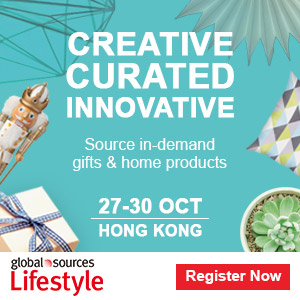 CREATIVE
CURATED
INNOVATIVE
Source in-demand
gifts & home products
27-30 OCT
HONG KONG
global sources
Lifestyle
Register Now